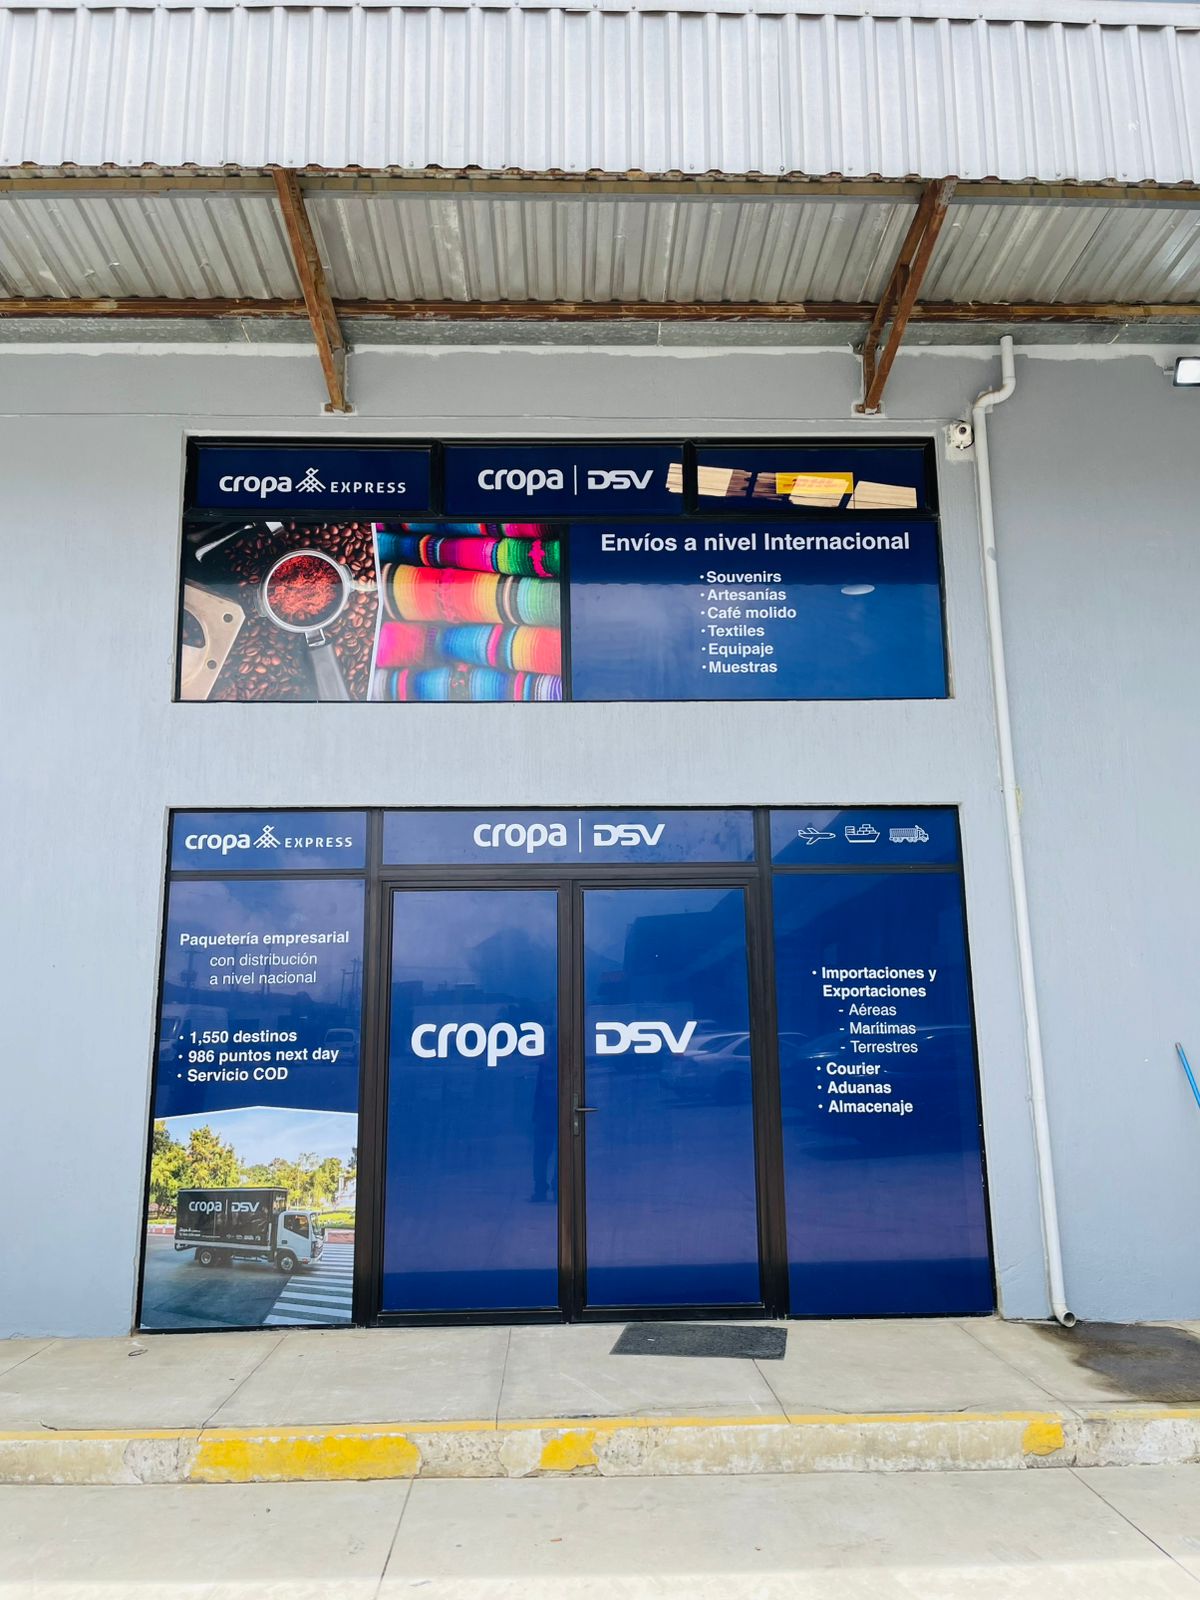 cropa EXPRESS
cropa | DSV
DHL
Envíos a nivel Internacional
•Souvenirs
•Artesanías
•Café molido
•Textiles
•Equipaje
•Muestras
cropa EXPRESS
cropa | DSV
Paquetería empresarial
con distribución
a nivel nacional
• 1,550 destinos
• 986 puntos next day
• Servicio COD
cropa | DSV
cropa DSV
• Importaciones y
Exportaciones
- Aéreas
- Marítimas
- Terrestres
• Courier
• Aduanas
• Almacenaje